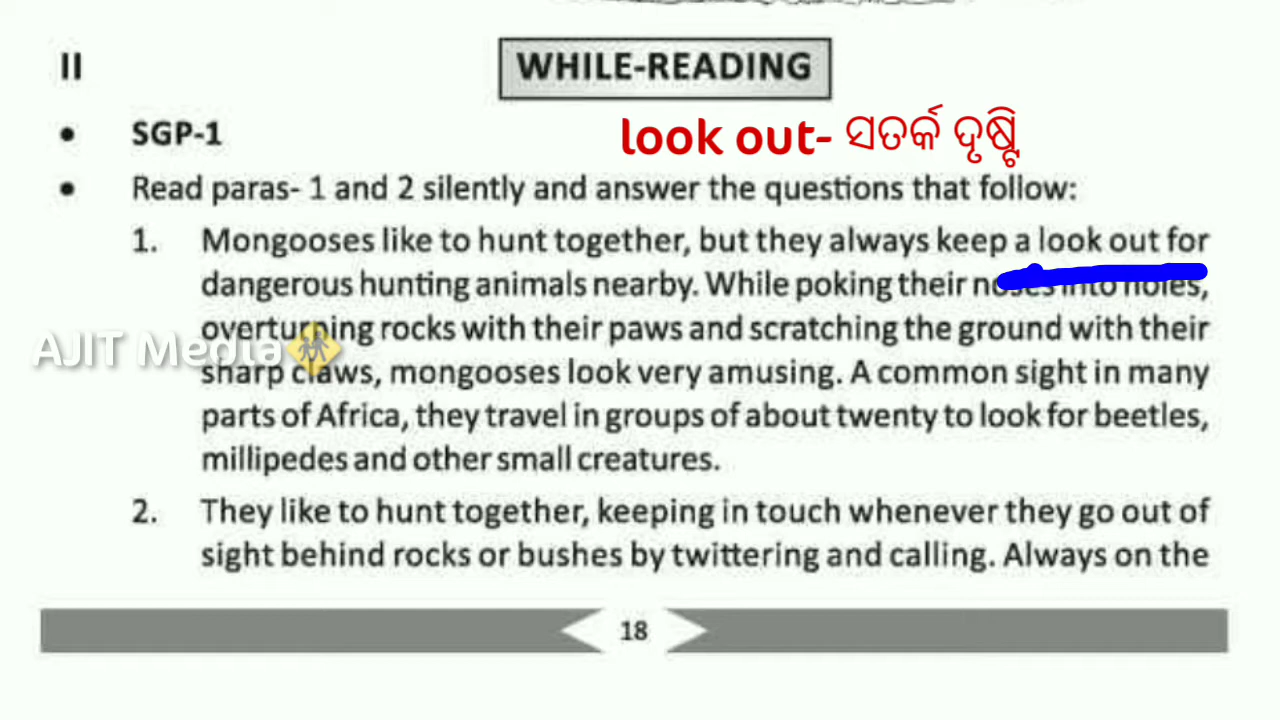 II
WHILE-READING
• SGP-1
look out- ସତର୍କ ଦୃଷ୍ଟି
• Read paras- 1 and 2 silently and answer the questions that follow:
1. Mongooses like to hunt together, but they always keep a look out for
dangerous hunting animals nearby. While poking their noses into holes,
overturning rocks with their paws and scratching the ground with their
AJIT Media
sharp claws, mongooses look very amusing. A common sight in many
parts of Africa, they travel in groups of about twenty to look for beetles,
millipedes and other small creatures.
2. They like to hunt together, keeping in touch whenever they go out of
sight behind rocks or bushes by twittering and calling. Always on the
18